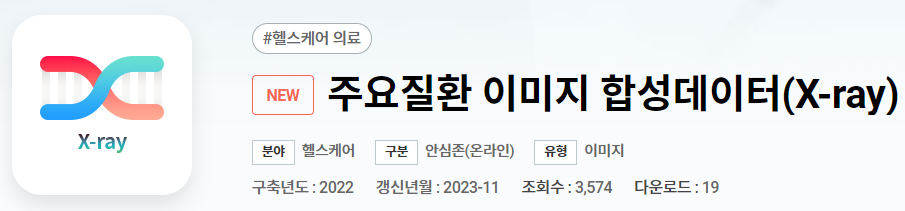 #헬스케어 의료
NEW 주요질환 이미지 합성데이터(X-ray)
X-ray
분야 헬스케어 구분 안심존(온라인) 유형 이미지
구축년도 : 2022 갱신년월 : 2023-11 조회수 : 3,574 다운로드 : 19